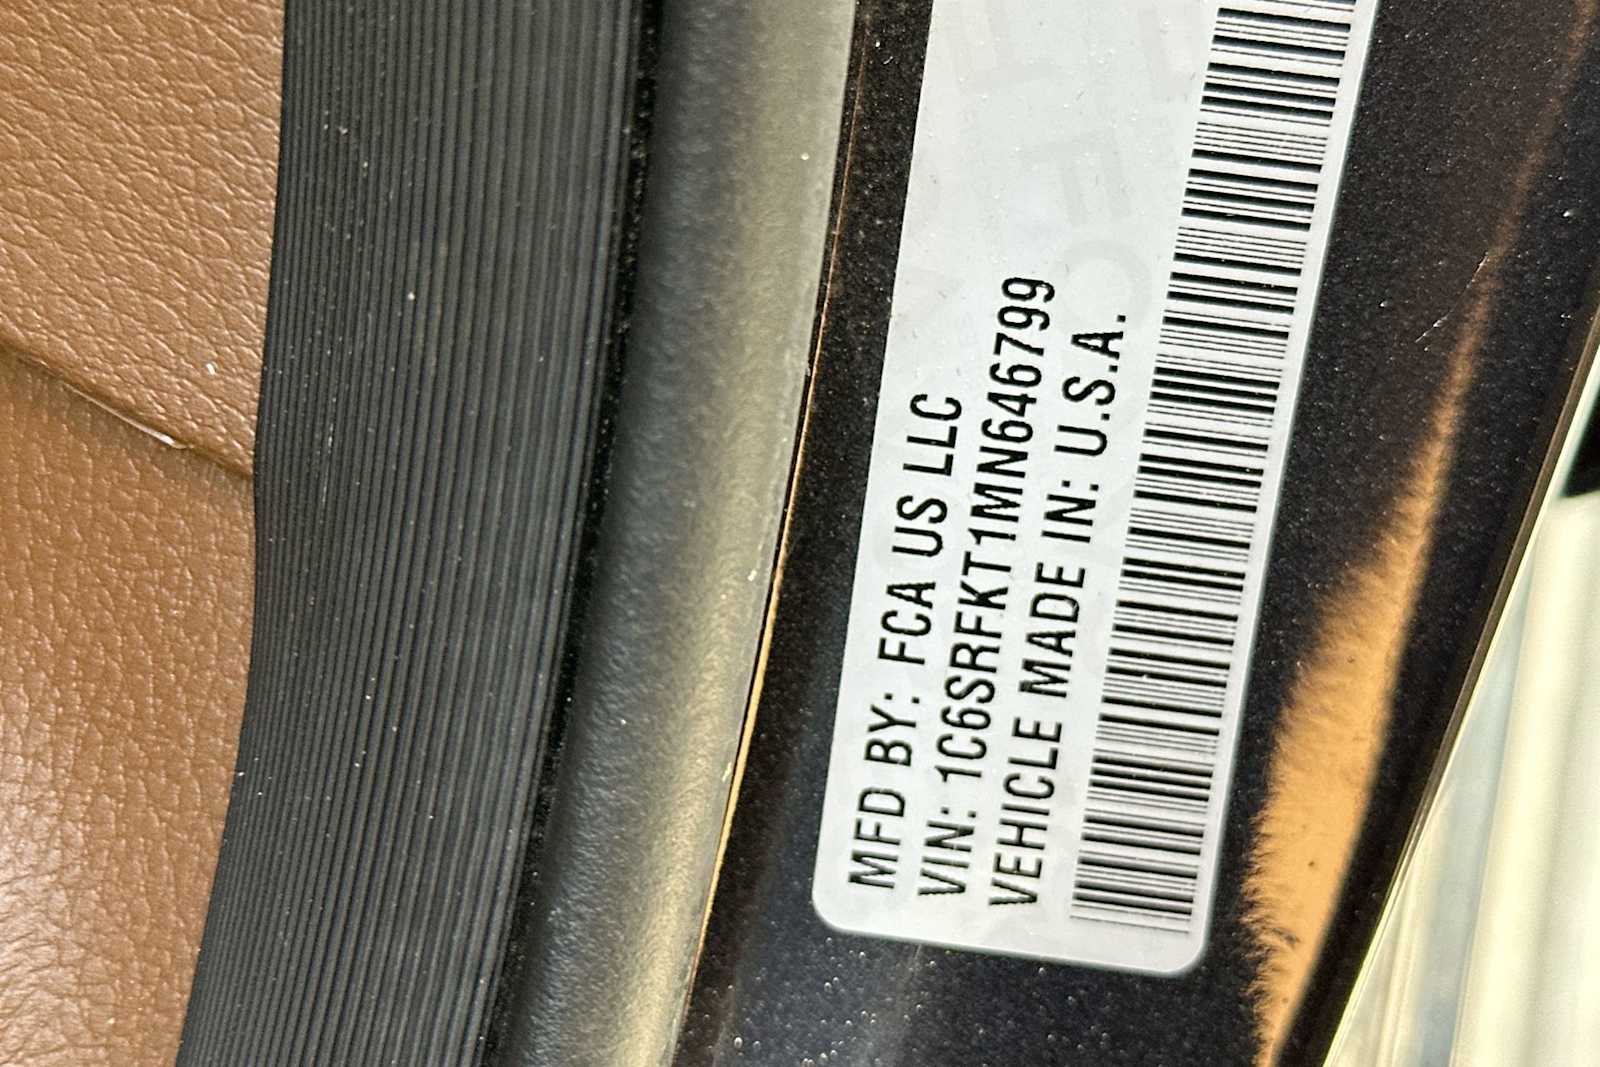 MFD BY: FCA US LLC
VIN: 1C6SRFKT1MN646799
VEHICLE MADE IN: U.S.A.